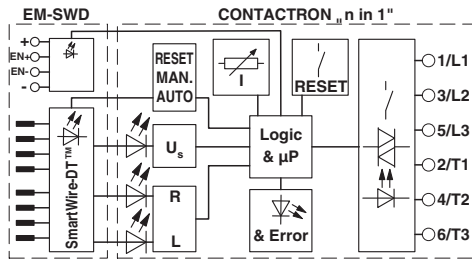 EM-SWD
CONTACTRON „n in 1"
+
EN+
EN-
-
RESET
MAN.
AUTO
I
RESET
SmartWire-DT™
Us
R
L
Logic
& µP
& Error
1/L1
3/L2
5/L3
2/T1
4/T2
6/T3